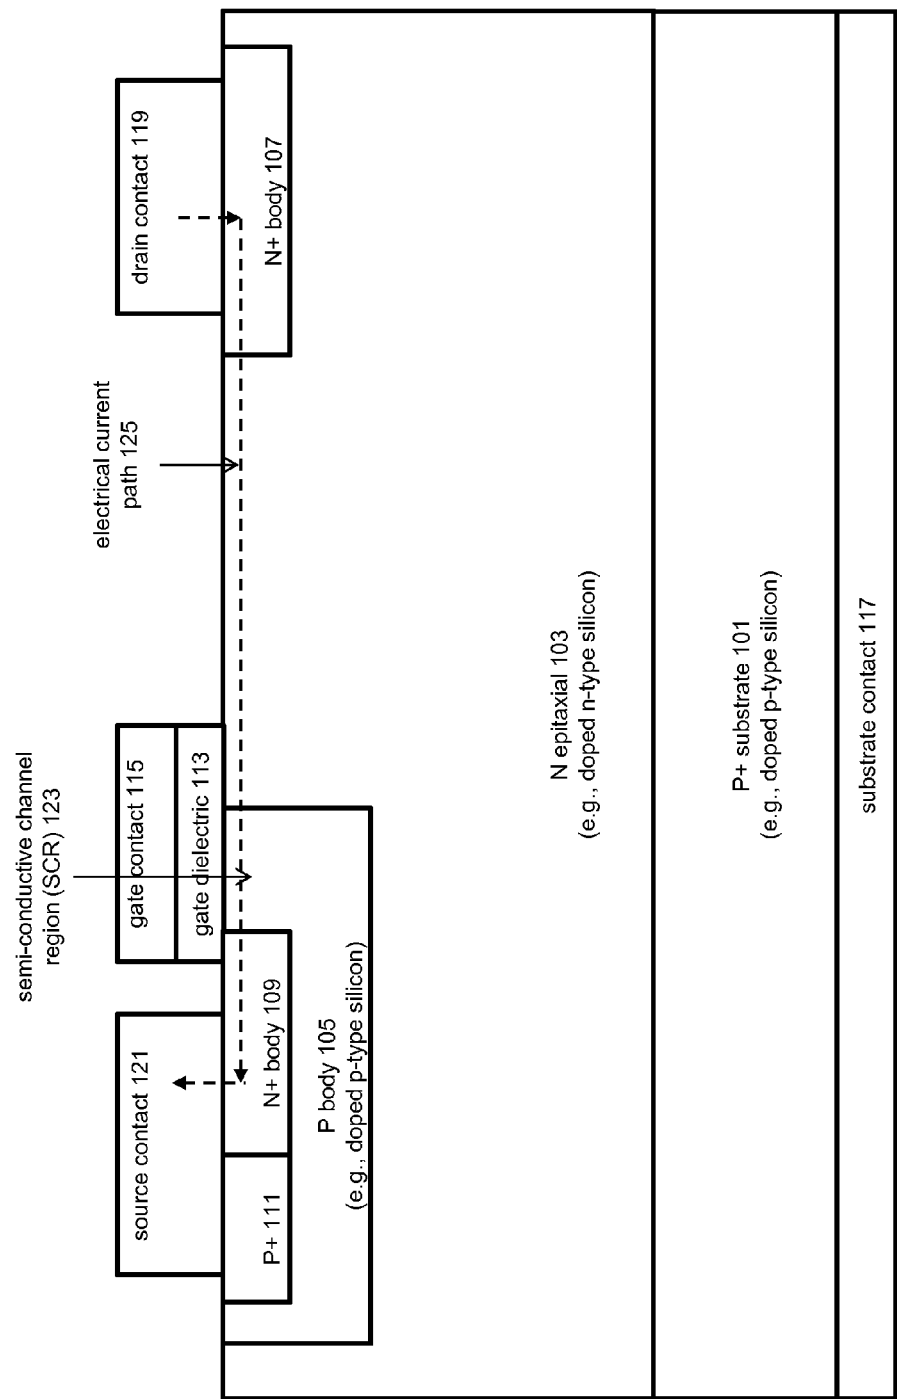 source contact 121
semi-conductive channel
region (SCR) 123
gate contact 115
gate dielectric 113
electrical current
path 125
drain contact 119
P+ 111
N+ body 109
N+ body 107
P body 105
(e.g., doped p-type silicon)
N epitaxial 103
(e.g., doped n-type silicon)
P+ substrate 101
(e.g., doped p-type silicon)
substrate contact 117